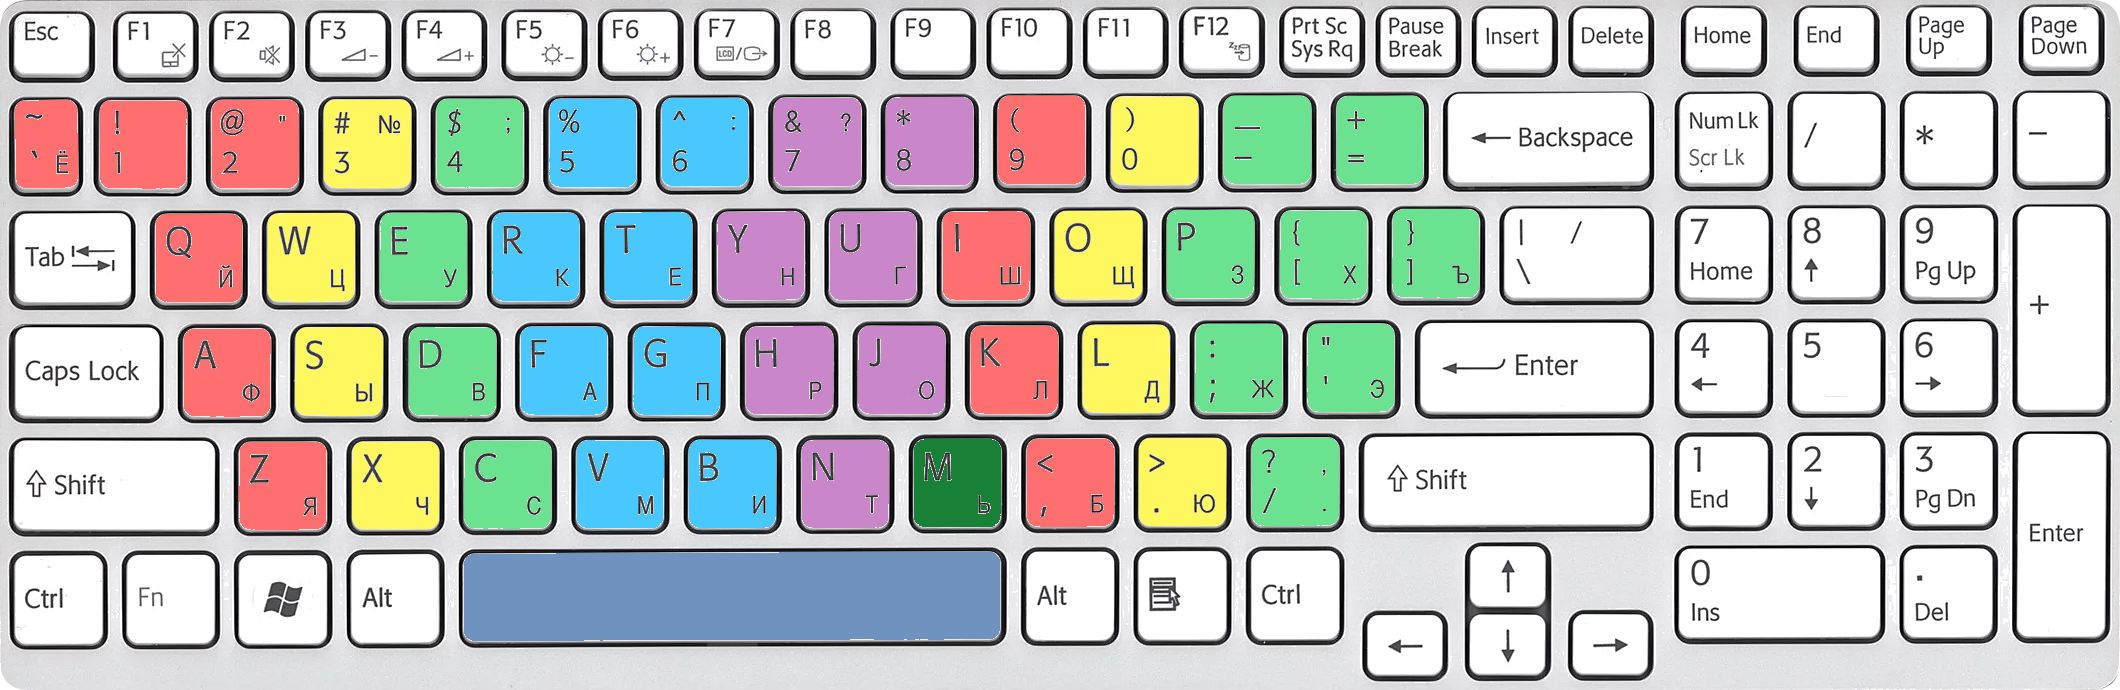 Esc F1 F2 F3 F4 F5 F6 F7 F8 F9 F10 F11 F12 Prt Sc Pause Insert Delete Home End Page Page
LCD zz Sys Rq Break Up Down
~ ! @ " # № $ ; % ^ : & ? * ( ) _ + ← Backspace Num Lk / * −
` Ё 1 2 3 4 5 6 7 8 9 0 - = Scr Lk
Tab Q W E R T Y U I O P { } | / 7 8 9 +
Й Ц У К Е Н Г Ш Щ З [ Х ] Ъ \ Home ↑ Pg Up
Caps Lock A S D F G H J K L : " Enter 4 5 6
Ф Ы В А П Р О Л Д ; Ж ' Э ← →
Shift Z X C V B N M < > ? , Shift 1 2 3 Enter
Я Ч С М И Т Ь , Б . Ю / . End ↓ Pg Dn
Ctrl Fn Alt Alt Ctrl ↑ 0 .
← ↓ → Ins Del